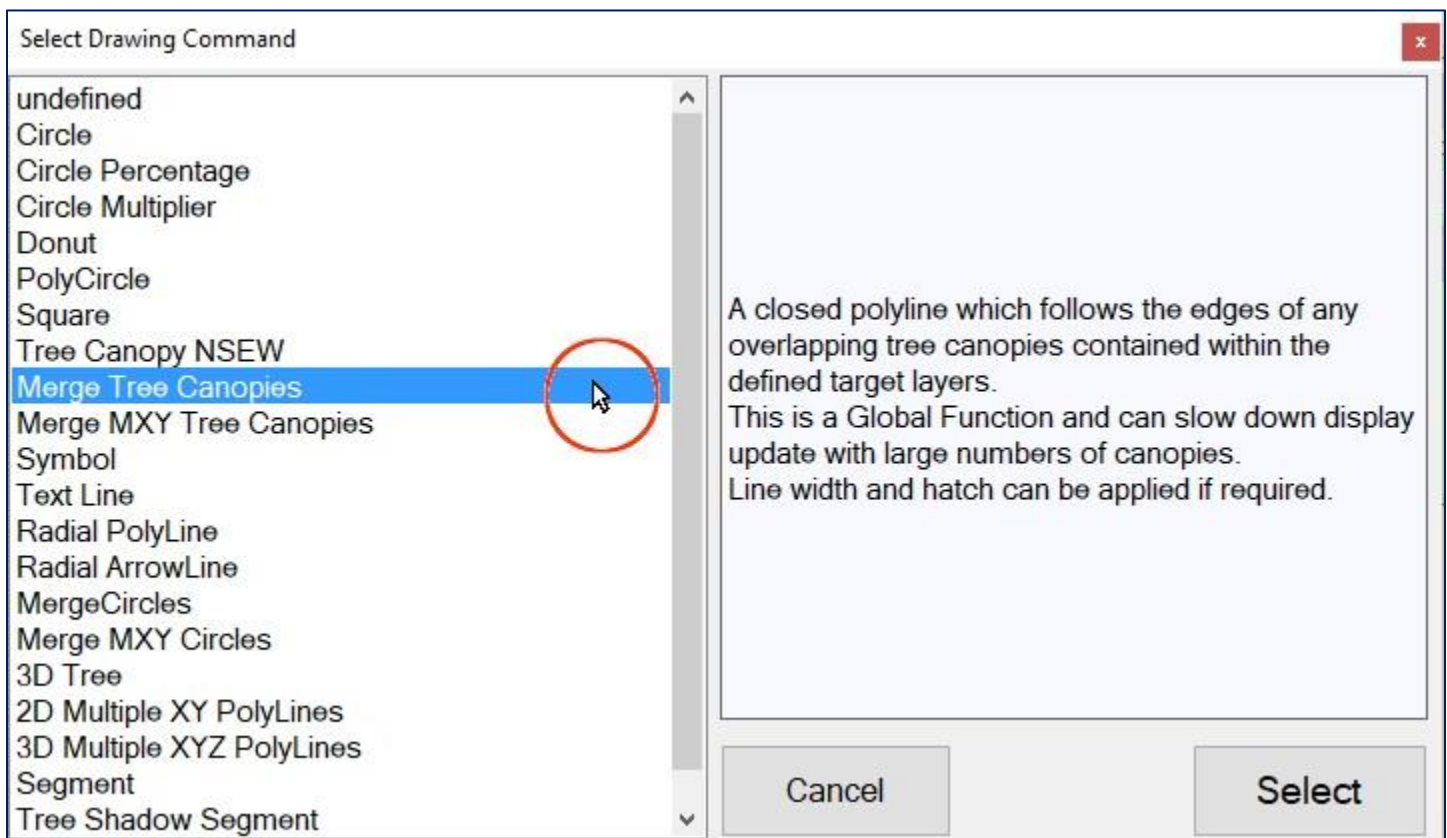 Select Drawing Command
x
undefined
Circle
Circle Percentage
Circle Multiplier
Donut
PolyCircle
Square
Tree Canopy NSEW
Merge Tree Canopies
Merge MXY Tree Canopies
Symbol
Text Line
Radial PolyLine
Radial ArrowLine
MergeCircles
Merge MXY Circles
3D Tree
2D Multiple XY PolyLines
3D Multiple XYZ PolyLines
Segment
Tree Shadow Segment
A closed polyline which follows the edges of any
overlapping tree canopies contained within the
defined target layers.
This is a Global Function and can slow down display
update with large numbers of canopies.
Line width and hatch can be applied if required.
Cancel
Select